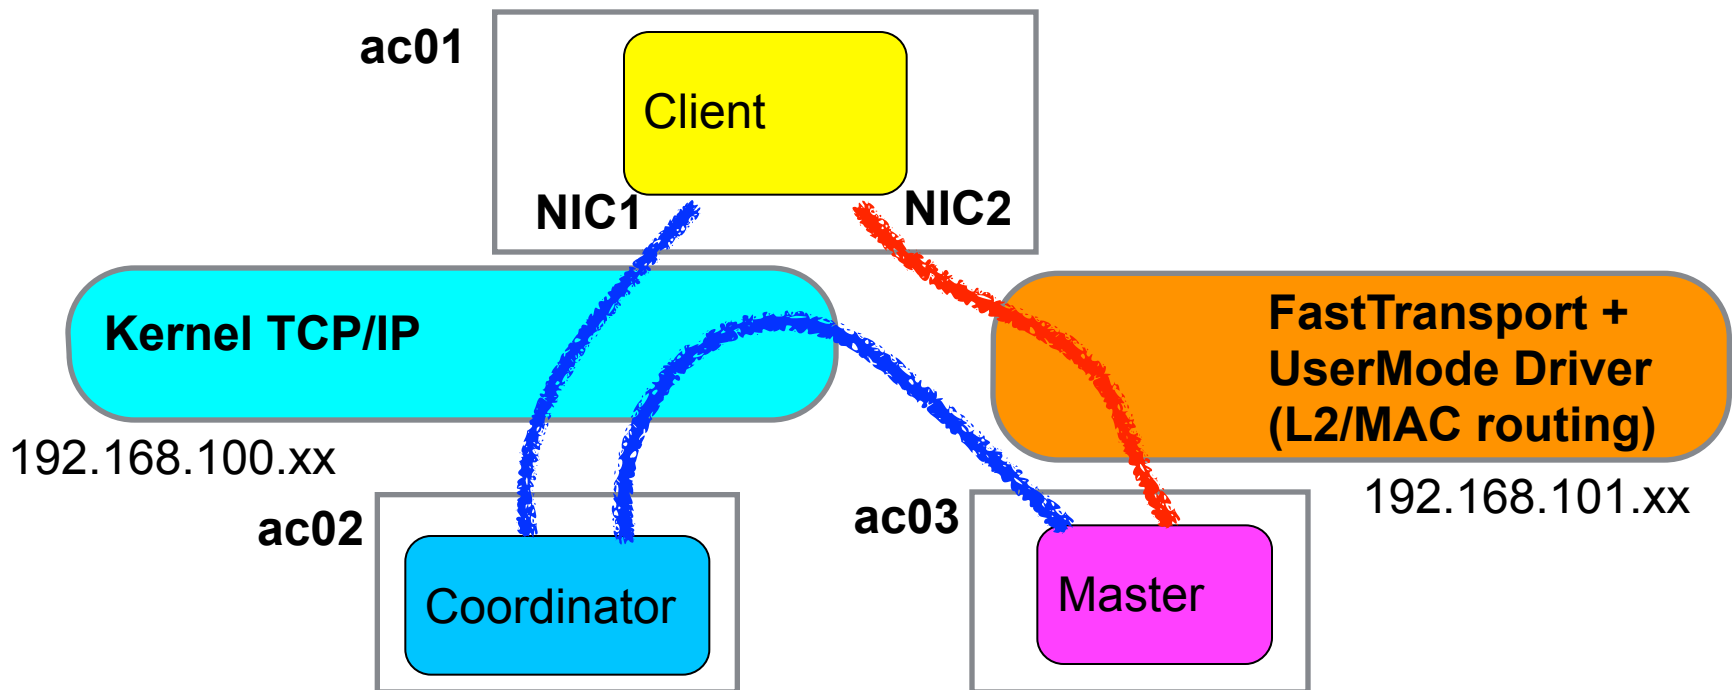 ac01
Client
NIC1
NIC2
Kernel TCP/IP
FastTransport +
UserMode Driver
(L2/MAC routing)
192.168.100.xx
192.168.101.xx
ac02
ac03
Coordinator
Master